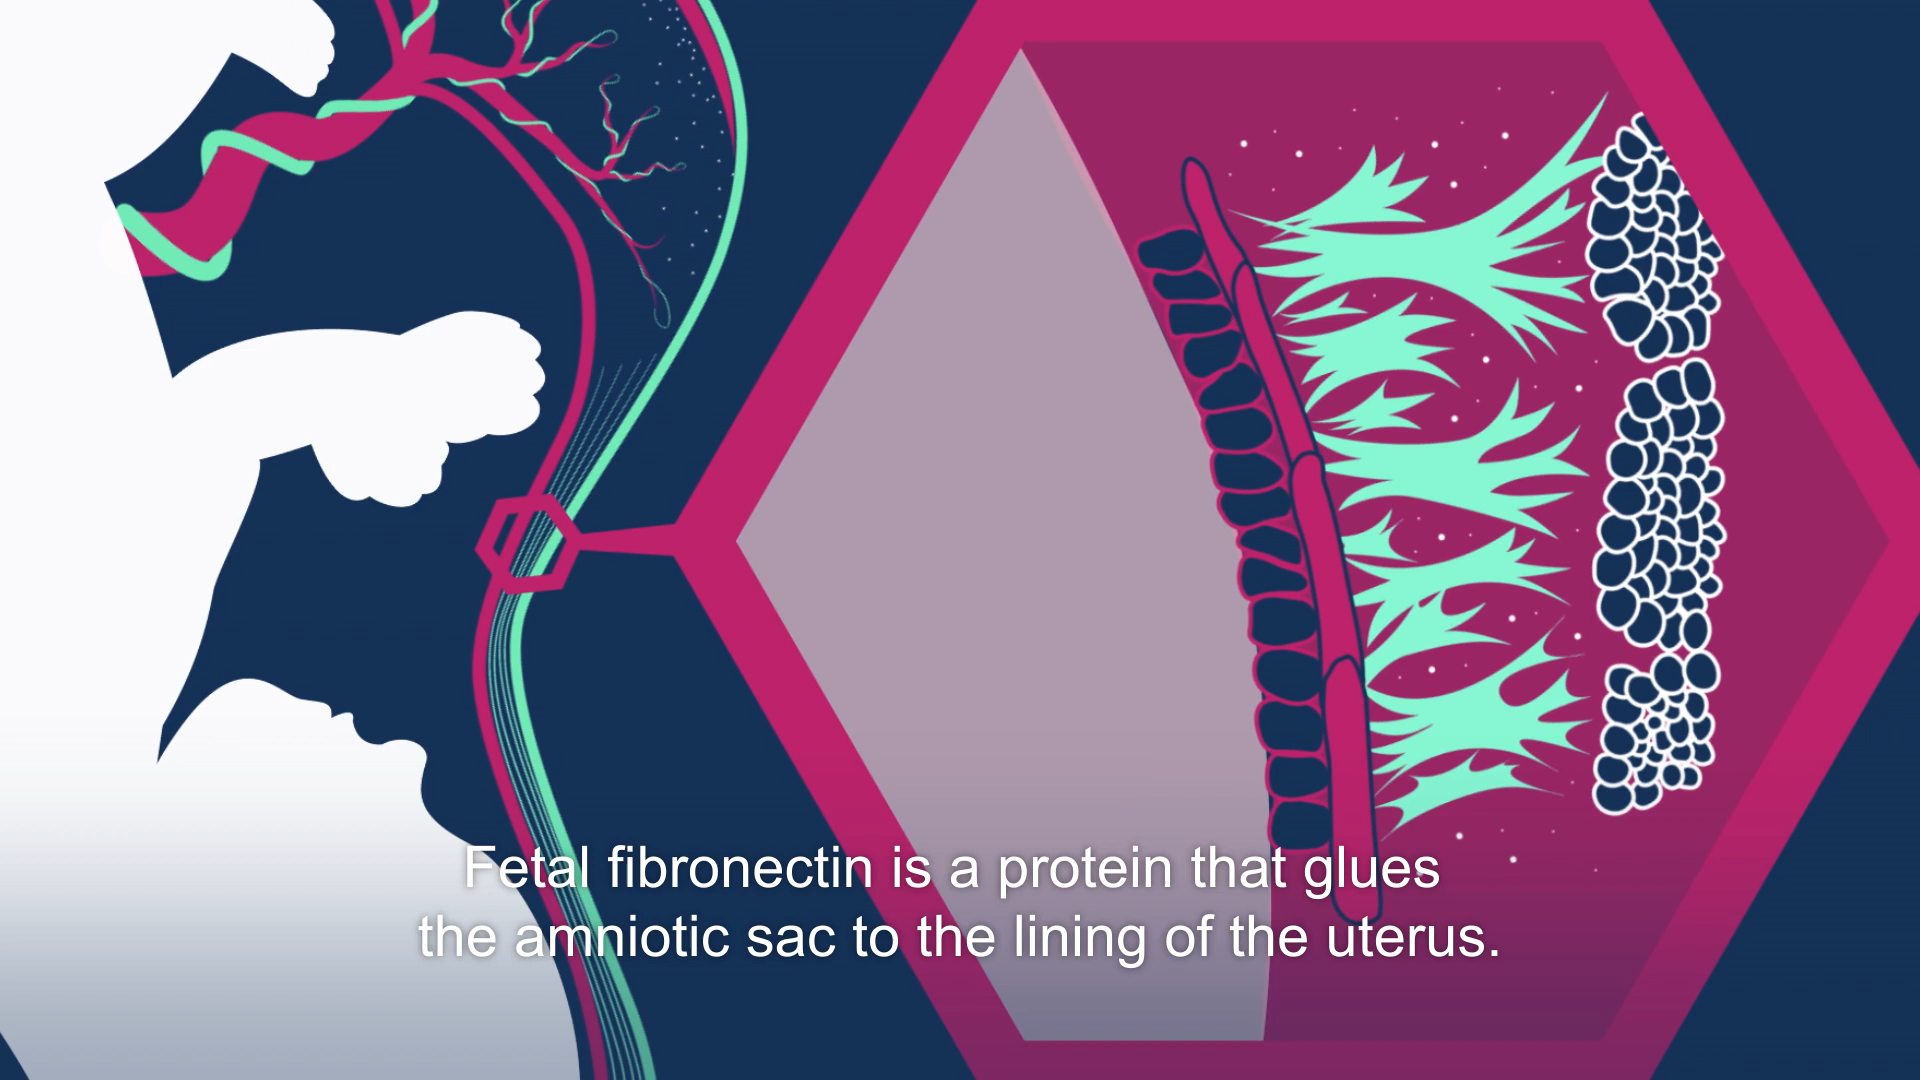 Fetal fibronectin is a protein that glues
the amniotic sac to the lining of the uterus.